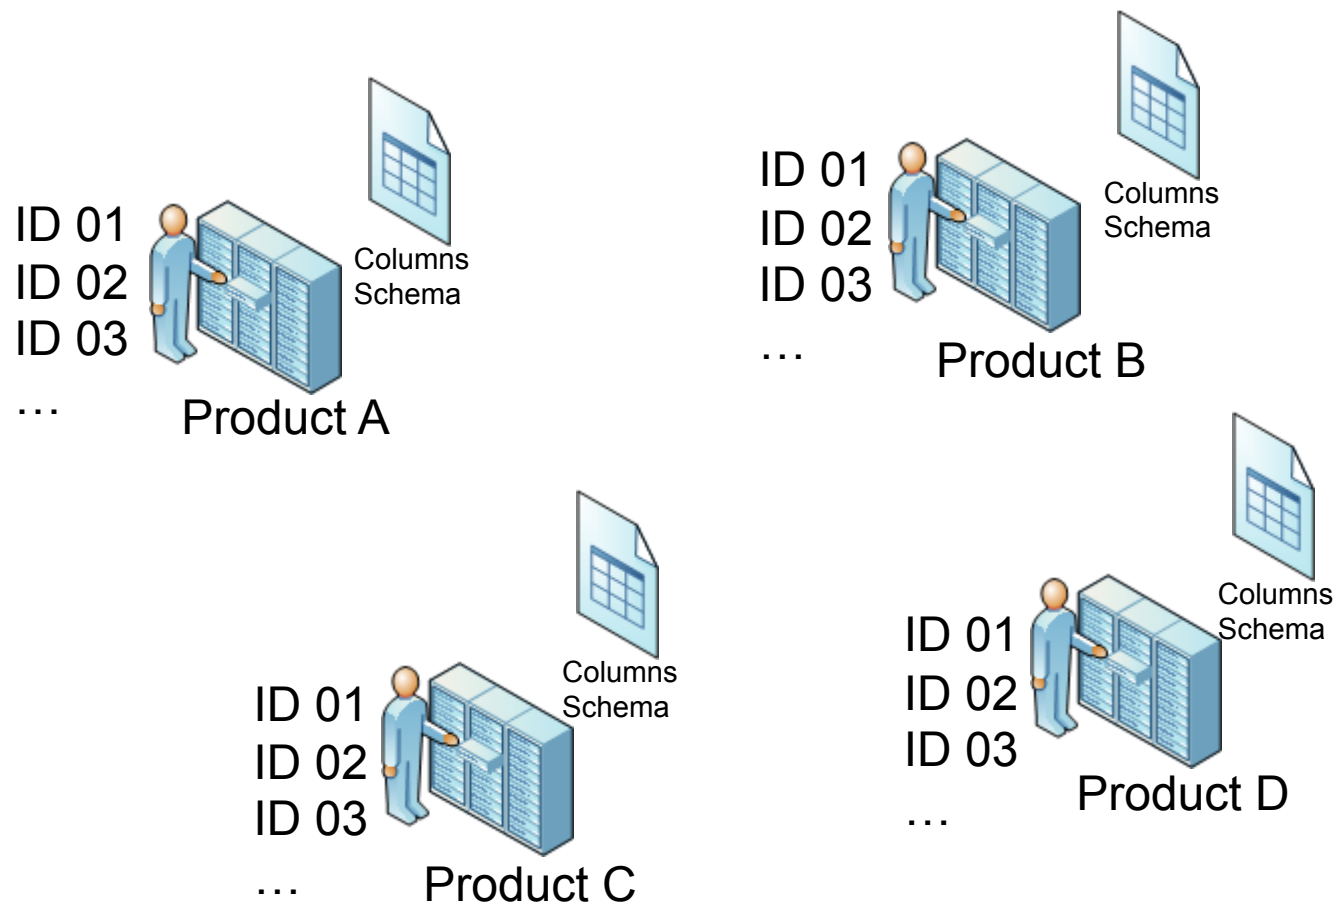 ID 01
ID 02
ID 03
…
Columns
Schema
Product A
ID 01
ID 02
ID 03
…
Columns
Schema
Product B
ID 01
ID 02
ID 03
…
Columns
Schema
Product C
ID 01
ID 02
ID 03
…
Columns
Schema
Product D